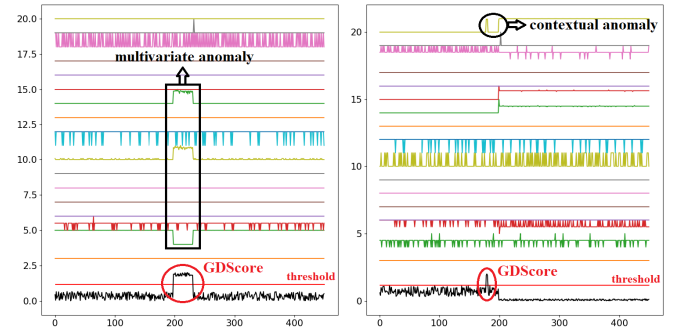 20.0
17.5
multivariate anomaly
15.0
12.5
10.0
7.5
5.0
2.5
GDScore
threshold
0.0
0 100 200 300 400
contextual anomaly
20
15
10
5
GDScore
threshold
0
0 100 200 300 400